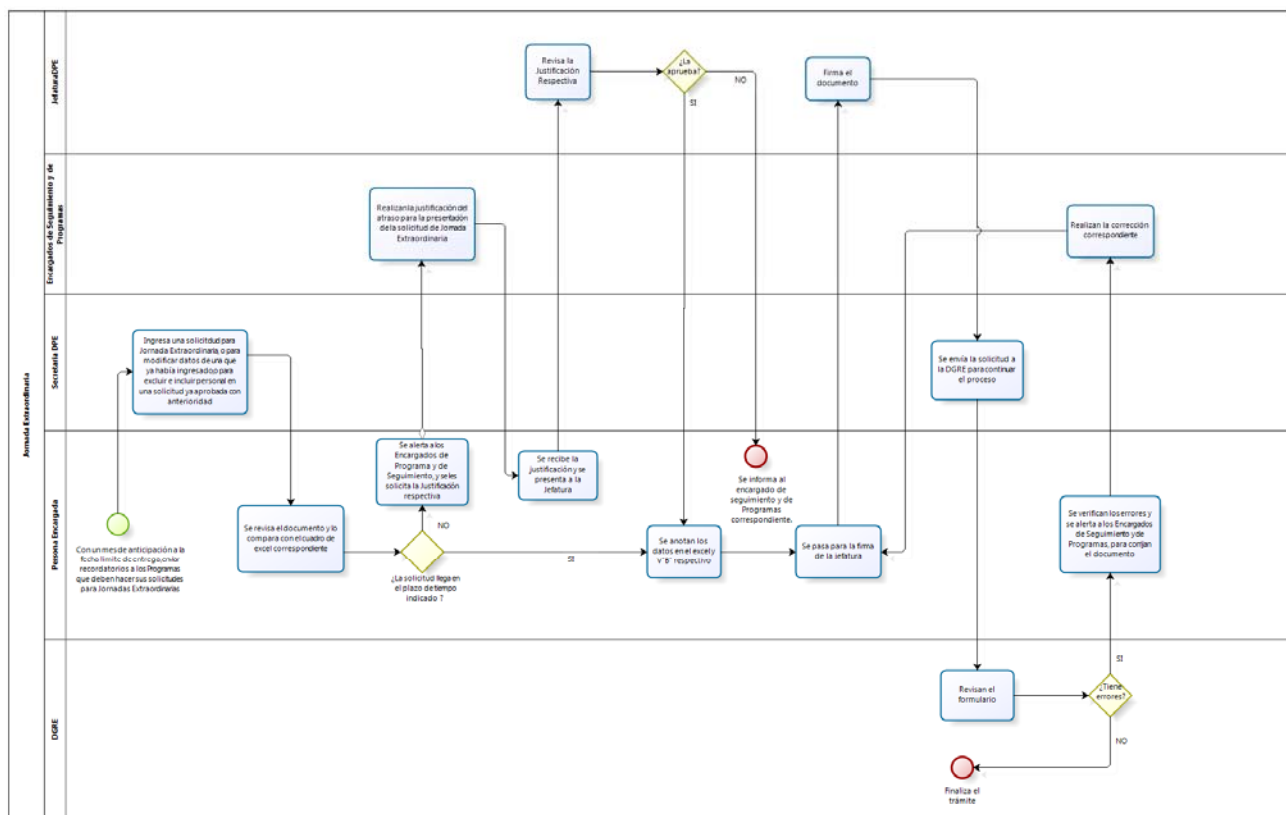 Jornada Extraordinaria
JefaturaDPE
Revisa la
Justificación
Respectiva
¿La
aprueba?
NO
SI
Firma el
documento
Encargados de Seguimiento y de
Programas
Realizan la justificación del
atraso para la presentación
de la solicitud de Jornada
Extraordinaria
Realizan la corrección
correspondiente
Secretaria DPE
Ingresa una solicitdud para
Jornada Extraordinaria, o para
modificar datos de una que
ya había ingresado,o para
excluir e incluir personal en
una solicitud ya aprobada con
anterioridad
Se envía la solicitud a
la DGRE para continuar
el proceso
Persona Encargada
Con un mes de anticipación a la
fecha límite de entrega,enviar
recordatorios a los Programas
que deben hacer sus solicitudes
para Jornadas Extraordinarias
Se revisa el documento y lo
compara con el cuadro de
excel correspondiente
Se alerta a los
Encargados de
Programa y de
Seguimiento, y se les
solicita la Justificación
respectiva
NO
¿La solicitud llega en
el plazo de tiempo
indicado ?
SI
Se recibe la
justificación y se
presenta a la
Jefatura
Se anotan los
datos en el excel y
V°B° respectivo
Se informa al
encargado de
seguimiento y de
Programas
correspondiente.
Se pasa para la firma
de la Jefatura
Se verifican los errores y
se alerta a los Encargados
de Seguimiento y de
Programas, para corrijan
el documento
DGRE
Revisan el
formulario
¿Tiene
errores?
SI
NO
Finaliza el
trámite